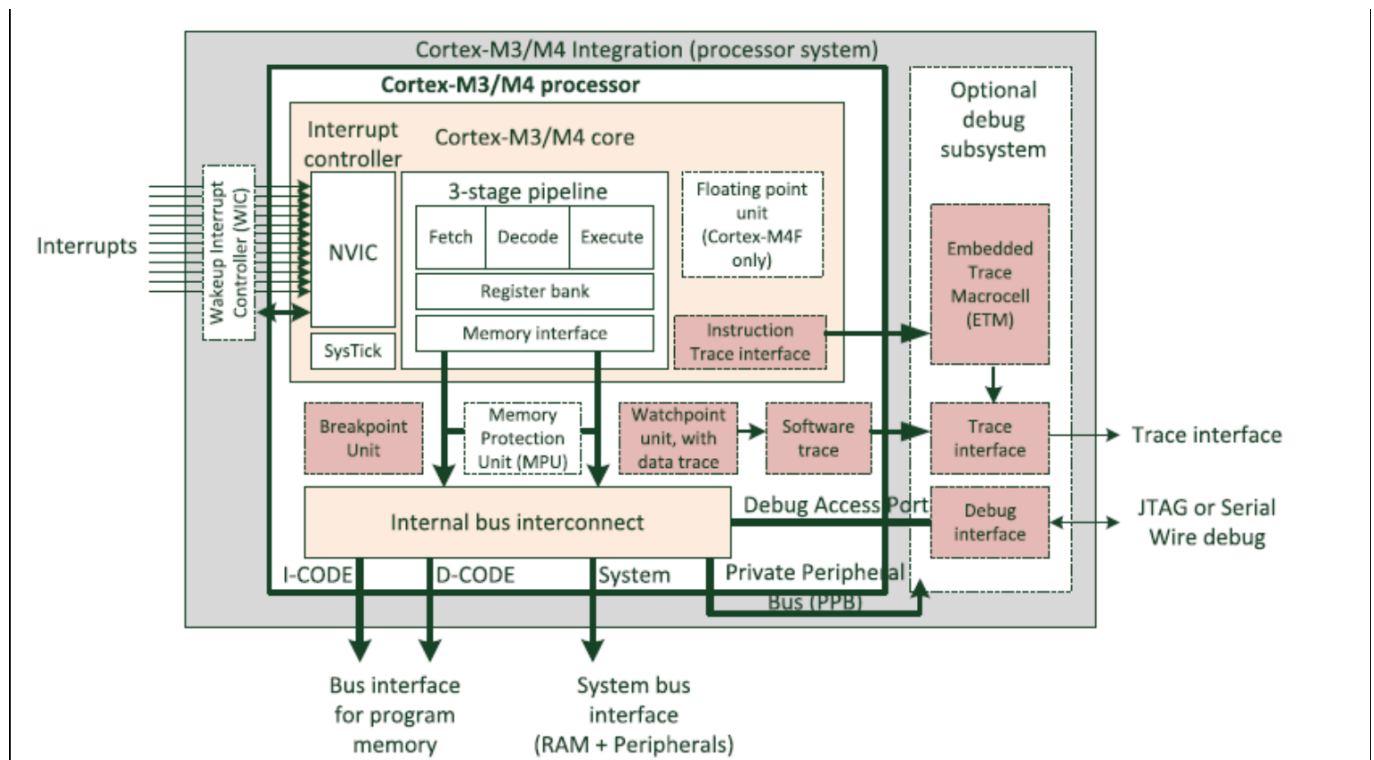 Cortex-M3/M4 Integration (processor system)
Cortex-M3/M4 processor
Optional
debug
subsystem
Interrupt
controller
Cortex-M3/M4 core
Wakeup Interrupt
Controller (WIC)
Interrupts
NVIC
SysTick
3-stage pipeline
Fetch
Decode
Execute
Register bank
Memory interface
Floating point
unit
(Cortex-M4F
only)
Instruction
Trace interface
Embedded
Trace
Macrocell
(ETM)
Breakpoint
Unit
Memory
Protection
Unit (MPU)
Watchpoint
unit, with
data trace
Software
trace
Trace
interface
Trace interface
Internal bus interconnect
Debug Access Port
Debug
interface
JTAG or Serial
Wire debug
I-CODE
D-CODE
System
Private Peripheral
Bus (PPB)
Bus interface
for program
memory
System bus
interface
(RAM + Peripherals)